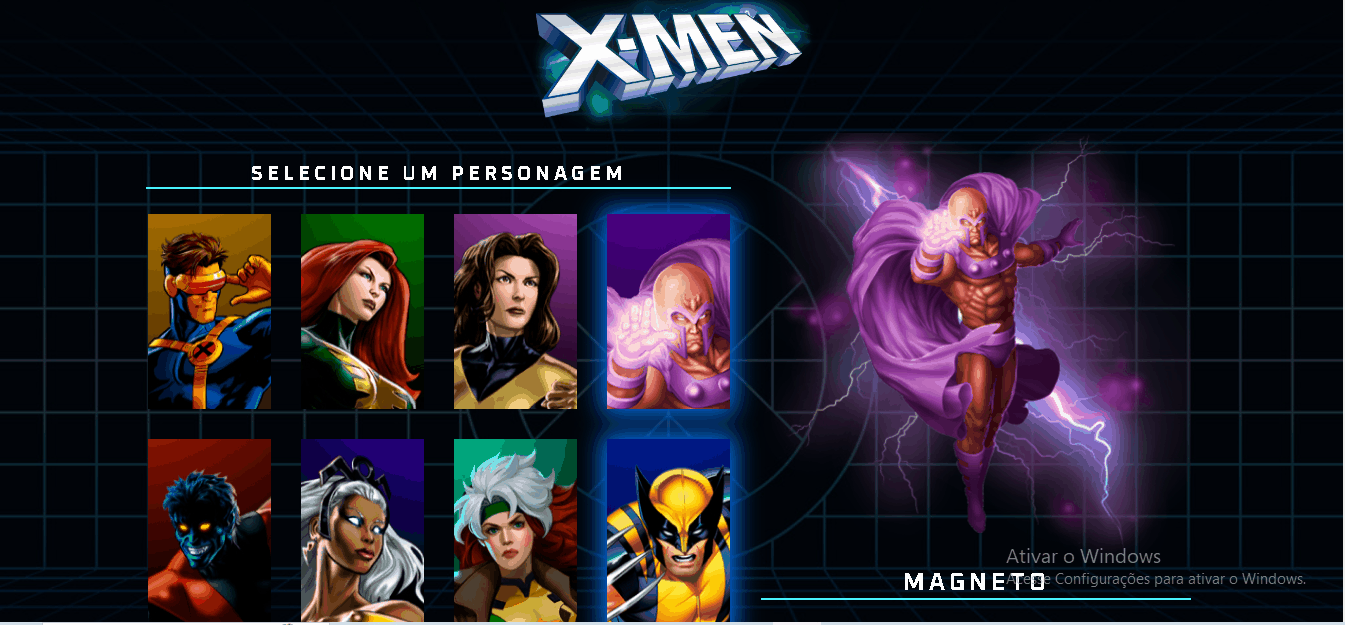 X-MEN
SELECIONE UM PERSONAGEM
Ativar o Windows
MAGNETO
Acesse Configurações para ativar o Windows.